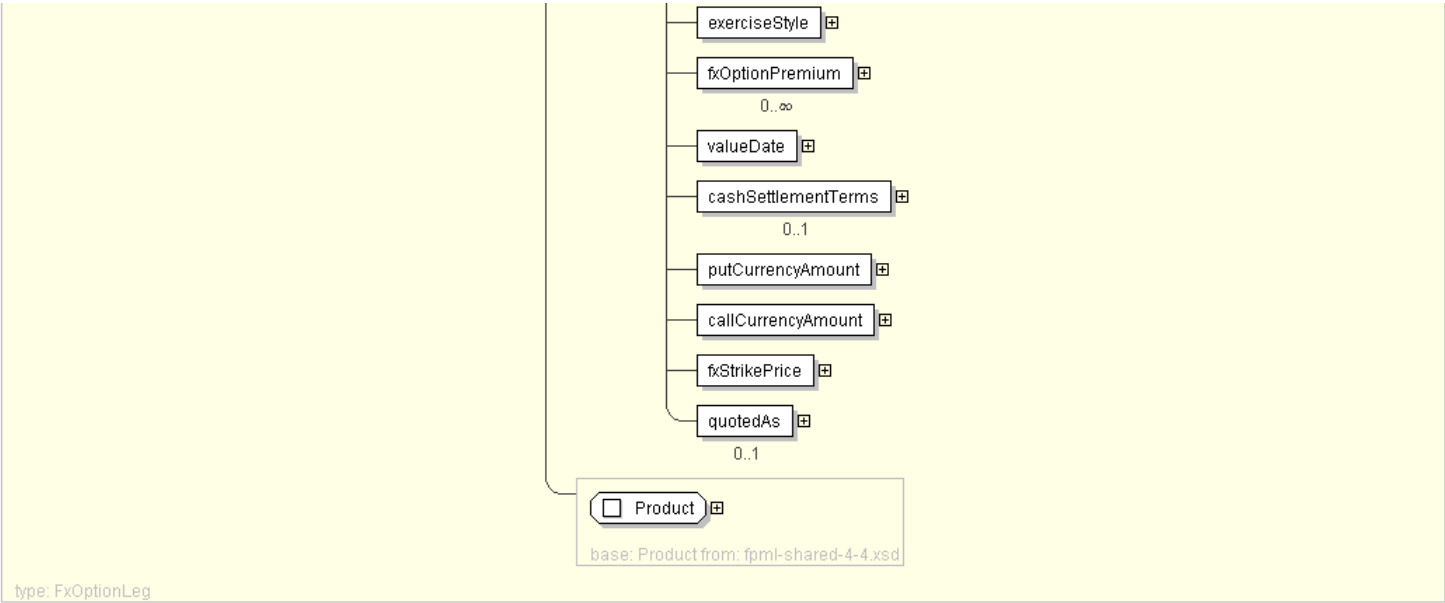 exerciseStyle
fxOptionPremium
0..∞
valueDate
cashSettlementTerms
0..1
putCurrencyAmount
callCurrencyAmount
fxStrikePrice
quotedAs
0..1
Product
base: Product from: fpml-shared-4-4.xsd
type: FxOptionLeg